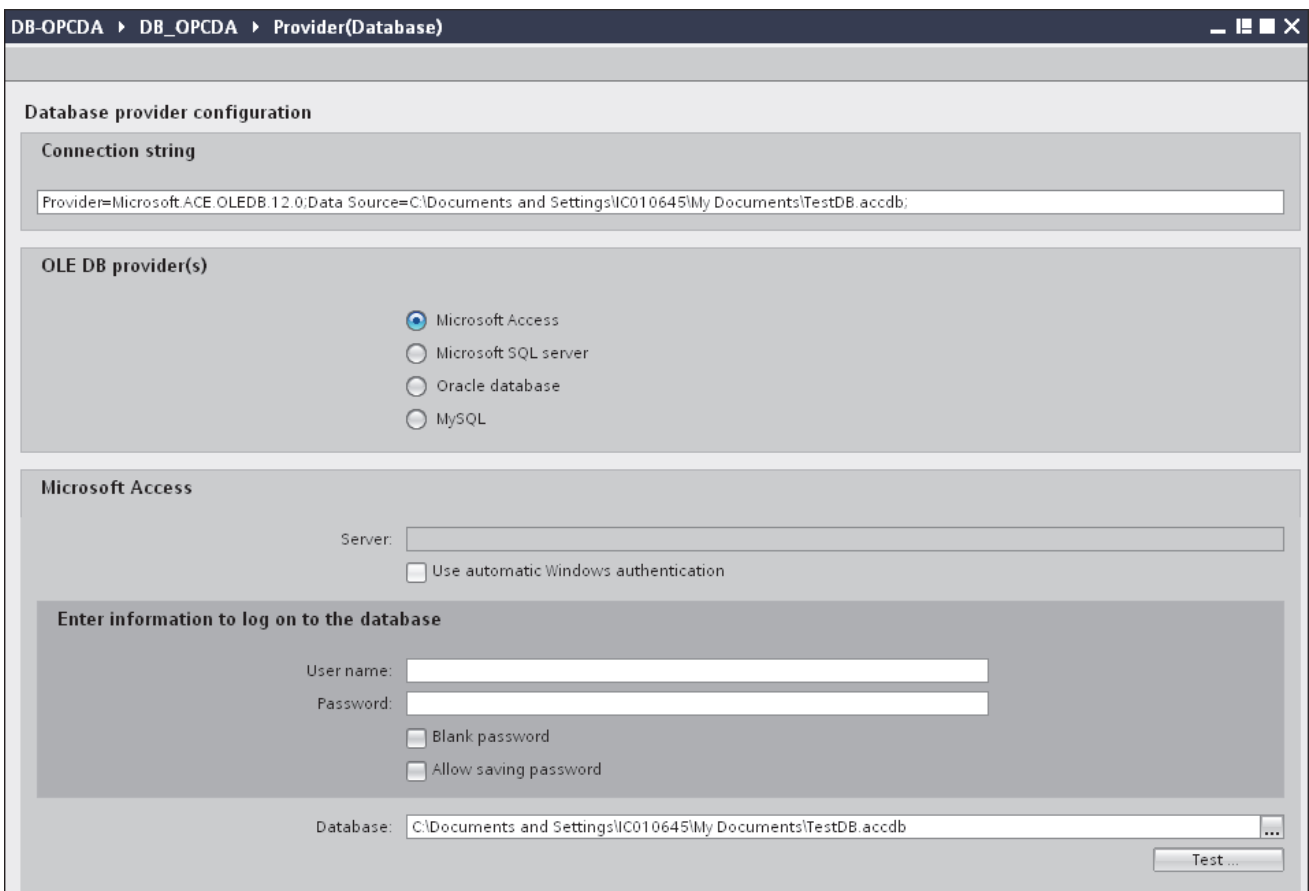 DB-OPCDA ▸ DB_OPCDA ▸ Provider(Database)
Database provider configuration
Connection string
Provider=Microsoft.ACE.OLEDB.12.0;Data Source=C:\Documents and Settings\IC010645\My Documents\TestDB.accdb;
OLE DB provider(s)
Microsoft Access
Microsoft SQL server
Oracle database
MySQL
Microsoft Access
Server:
Use automatic Windows authentication
Enter information to log on to the database
User name:
Password:
Blank password
Allow saving password
Database: C:\Documents and Settings\IC010645\My Documents\TestDB.accdb ...
Test ...